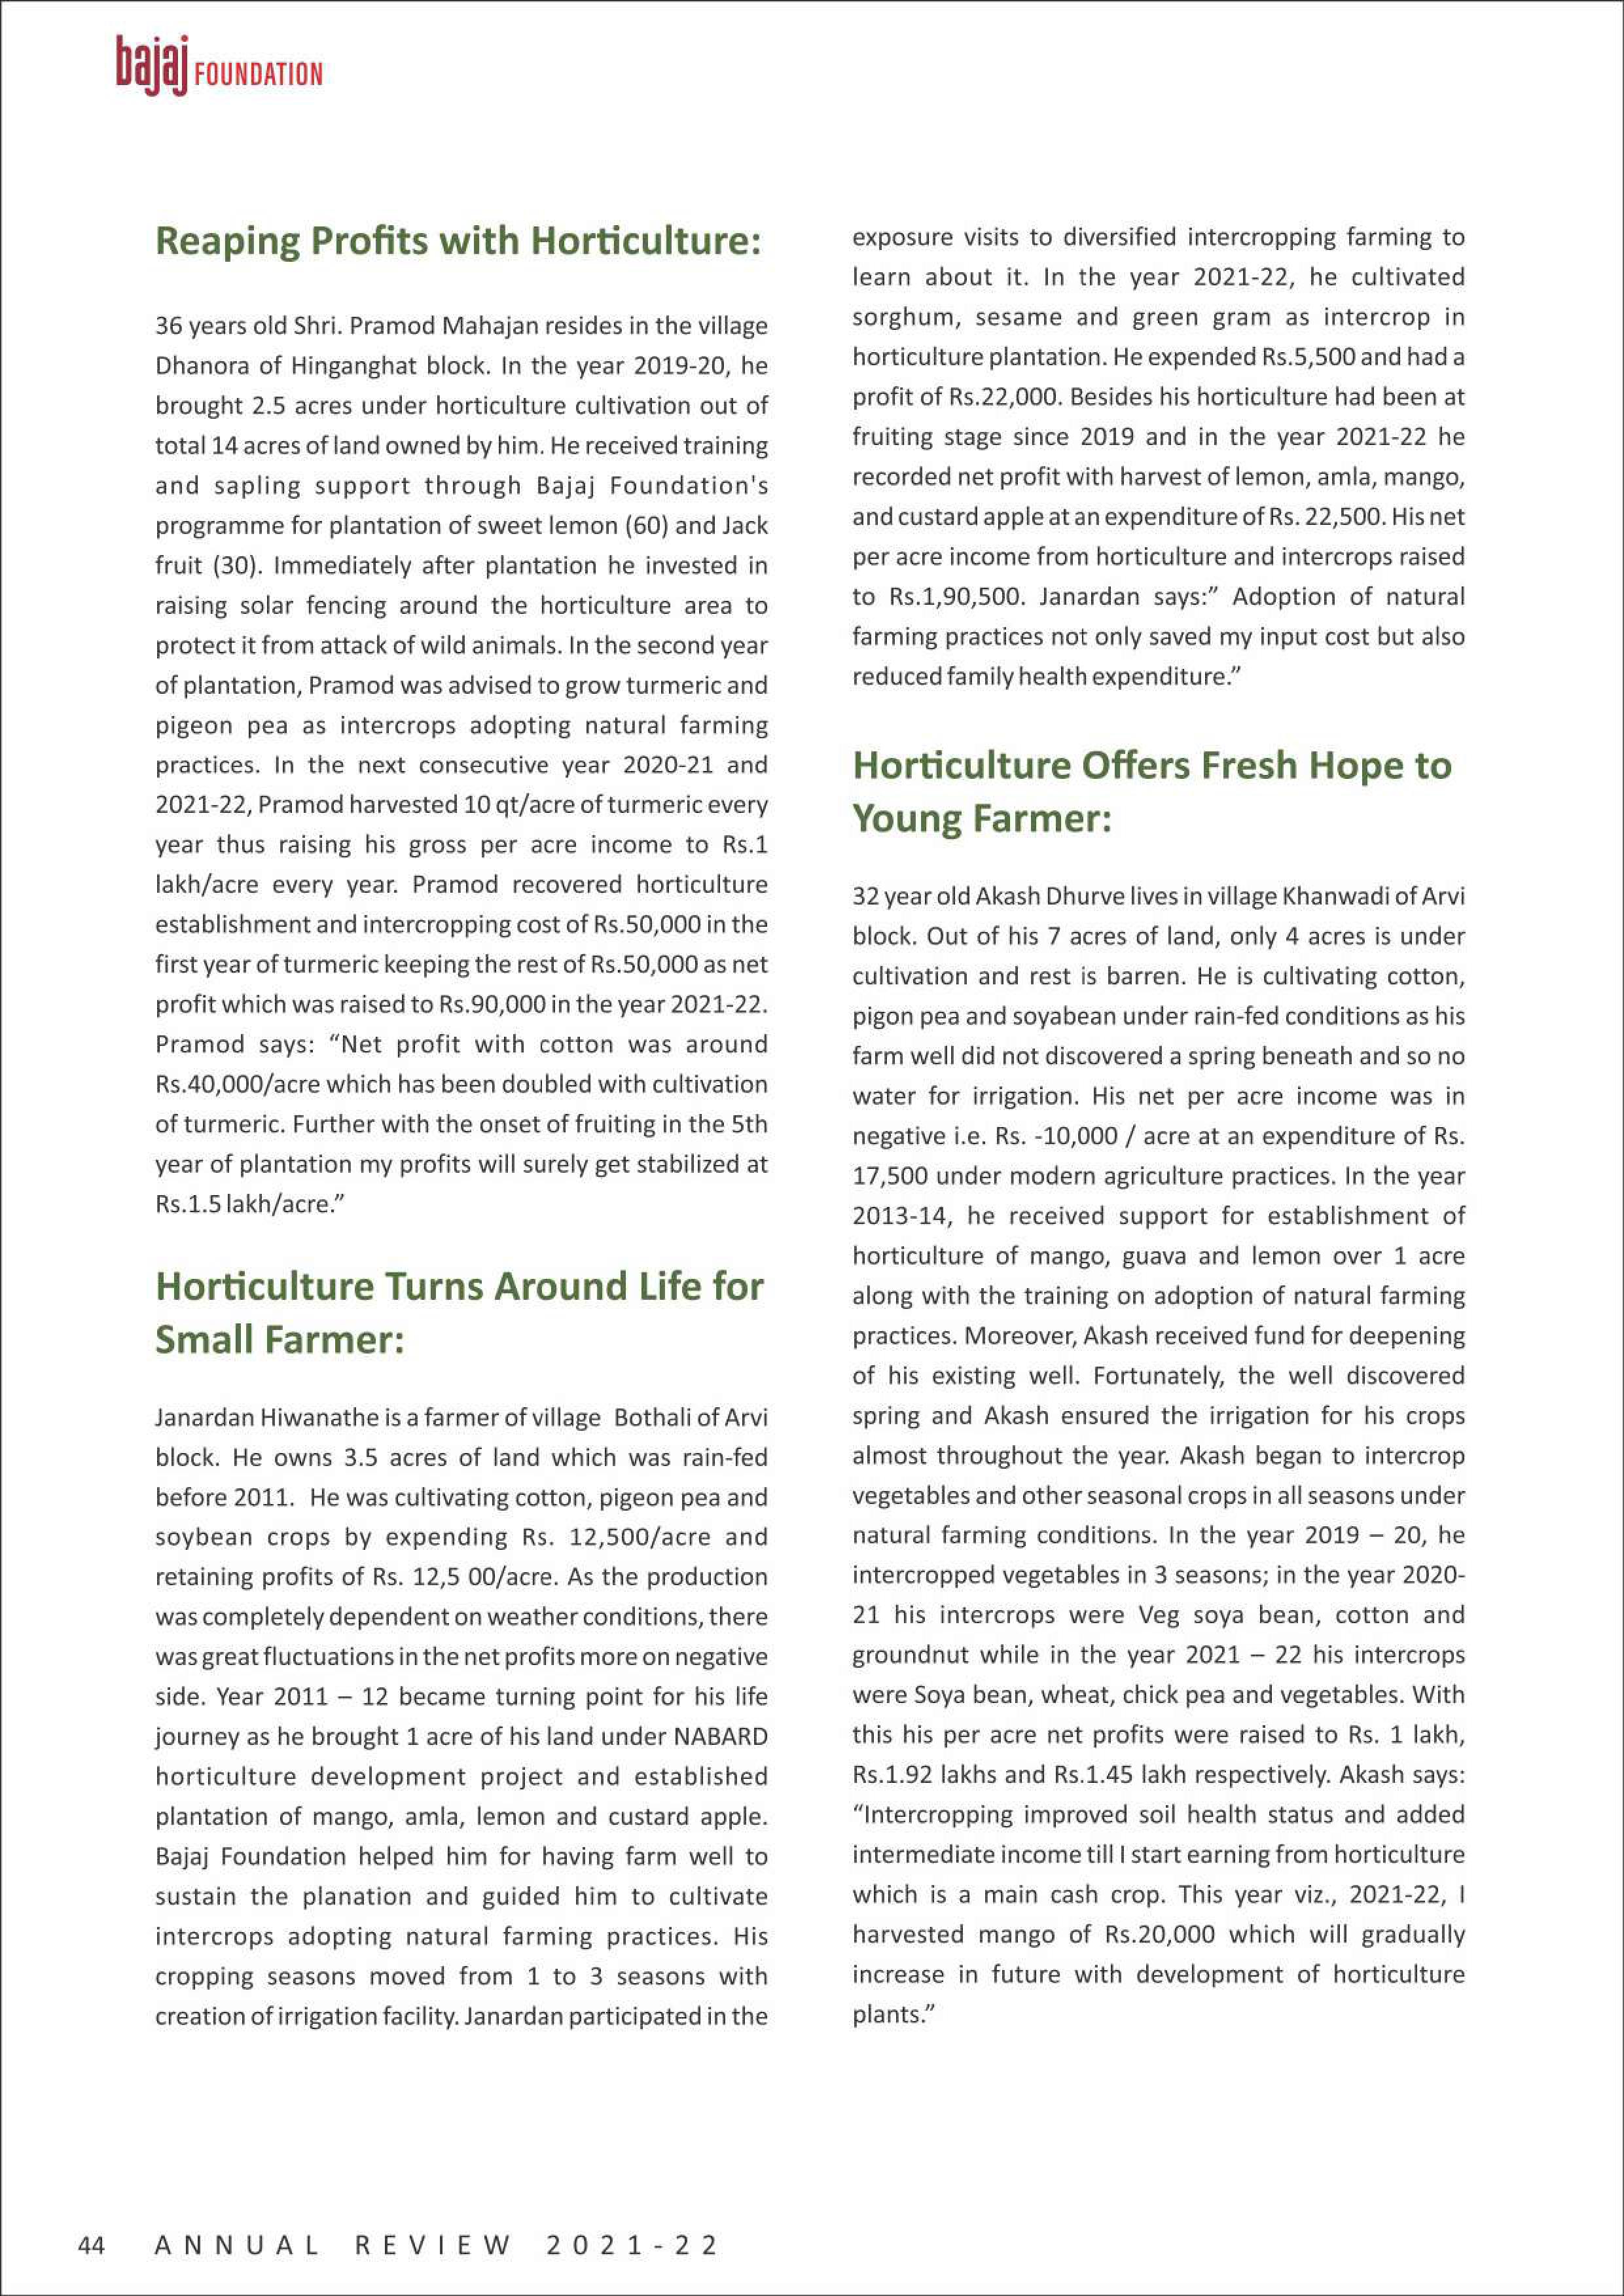 bajaj FOUNDATION
Reaping Profits with Horticulture:
36 years old Shri. Pramod Mahajan resides in the village
Dhanora of Hinganghat block. In the year 2019-20, he
brought 2.5 acres under horticulture cultivation out of
total 14 acres of land owned by him. He received training
and sapling support through Bajaj Foundation's
programme for plantation of sweet lemon (60) and Jack
fruit (30). Immediately after plantation he invested in
raising solar fencing around the horticulture area to
protect it from attack of wild animals. In the second year
of plantation, Pramod was advised to grow turmeric and
pigeon pea as intercrops adopting natural farming
practices. In the next consecutive year 2020-21 and
2021-22, Pramod harvested 10 qt/acre of turmeric every
year thus raising his gross per acre income to Rs.1
lakh/acre every year. Pramod recovered horticulture
establishment and intercropping cost of Rs.50,000 in the
first year of turmeric keeping the rest of Rs.50,000 as net
profit which was raised to Rs.90,000 in the year 2021-22.
Pramod says: “Net profit with cotton was around
Rs.40,000/acre which has been doubled with cultivation
of turmeric. Further with the onset of fruiting in the 5th
year of plantation my profits will surely get stabilized at
Rs.1.5 lakh/acre.”
Horticulture Turns Around Life for
Small Farmer:
Janardan Hiwanathe is a farmer of village Bothali of Arvi
block. He owns 3.5 acres of land which was rain-fed
before 2011. He was cultivating cotton, pigeon pea and
soybean crops by expending Rs. 12,500/acre and
retaining profits of Rs. 12,5 00/acre. As the production
was completely dependent on weather conditions, there
was great fluctuations in the net profits more on negative
side. Year 2011 – 12 became turning point for his life
journey as he brought 1 acre of his land under NABARD
horticulture development project and established
plantation of mango, amla, lemon and custard apple.
Bajaj Foundation helped him for having farm well to
sustain the planation and guided him to cultivate
intercrops adopting natural farming practices. His
cropping seasons moved from 1 to 3 seasons with
creation of irrigation facility. Janardan participated in the
exposure visits to diversified intercropping farming to
learn about it. In the year 2021-22, he cultivated
sorghum, sesame and green gram as intercrop in
horticulture plantation. He expended Rs.5,500 and had a
profit of Rs.22,000. Besides his horticulture had been at
fruiting stage since 2019 and in the year 2021-22 he
recorded net profit with harvest of lemon, amla, mango,
and custard apple at an expenditure of Rs. 22,500. His net
per acre income from horticulture and intercrops raised
to Rs.1,90,500. Janardan says:” Adoption of natural
farming practices not only saved my input cost but also
reduced family health expenditure.”
Horticulture Offers Fresh Hope to
Young Farmer:
32 year old Akash Dhurve lives in village Khanwadi of Arvi
block. Out of his 7 acres of land, only 4 acres is under
cultivation and rest is barren. He is cultivating cotton,
pigon pea and soyabean under rain-fed conditions as his
farm well did not discovered a spring beneath and so no
water for irrigation. His net per acre income was in
negative i.e. Rs. -10,000 / acre at an expenditure of Rs.
17,500 under modern agriculture practices. In the year
2013-14, he received support for establishment of
horticulture of mango, guava and lemon over 1 acre
along with the training on adoption of natural farming
practices. Moreover, Akash received fund for deepening
of his existing well. Fortunately, the well discovered
spring and Akash ensured the irrigation for his crops
almost throughout the year. Akash began to intercrop
vegetables and other seasonal crops in all seasons under
natural farming conditions. In the year 2019 – 20, he
intercropped vegetables in 3 seasons; in the year 2020-
21 his intercrops were Veg soya bean, cotton and
groundnut while in the year 2021 – 22 his intercrops
were Soya bean, wheat, chick pea and vegetables. With
this his per acre net profits were raised to Rs. 1 lakh,
Rs.1.92 lakhs and Rs.1.45 lakh respectively. Akash says:
“Intercropping improved soil health status and added
intermediate income till I start earning from horticulture
which is a main cash crop. This year viz., 2021-22, I
harvested mango of Rs.20,000 which will gradually
increase in future with development of horticulture
plants.”
44 ANNUAL REVIEW 2021-22